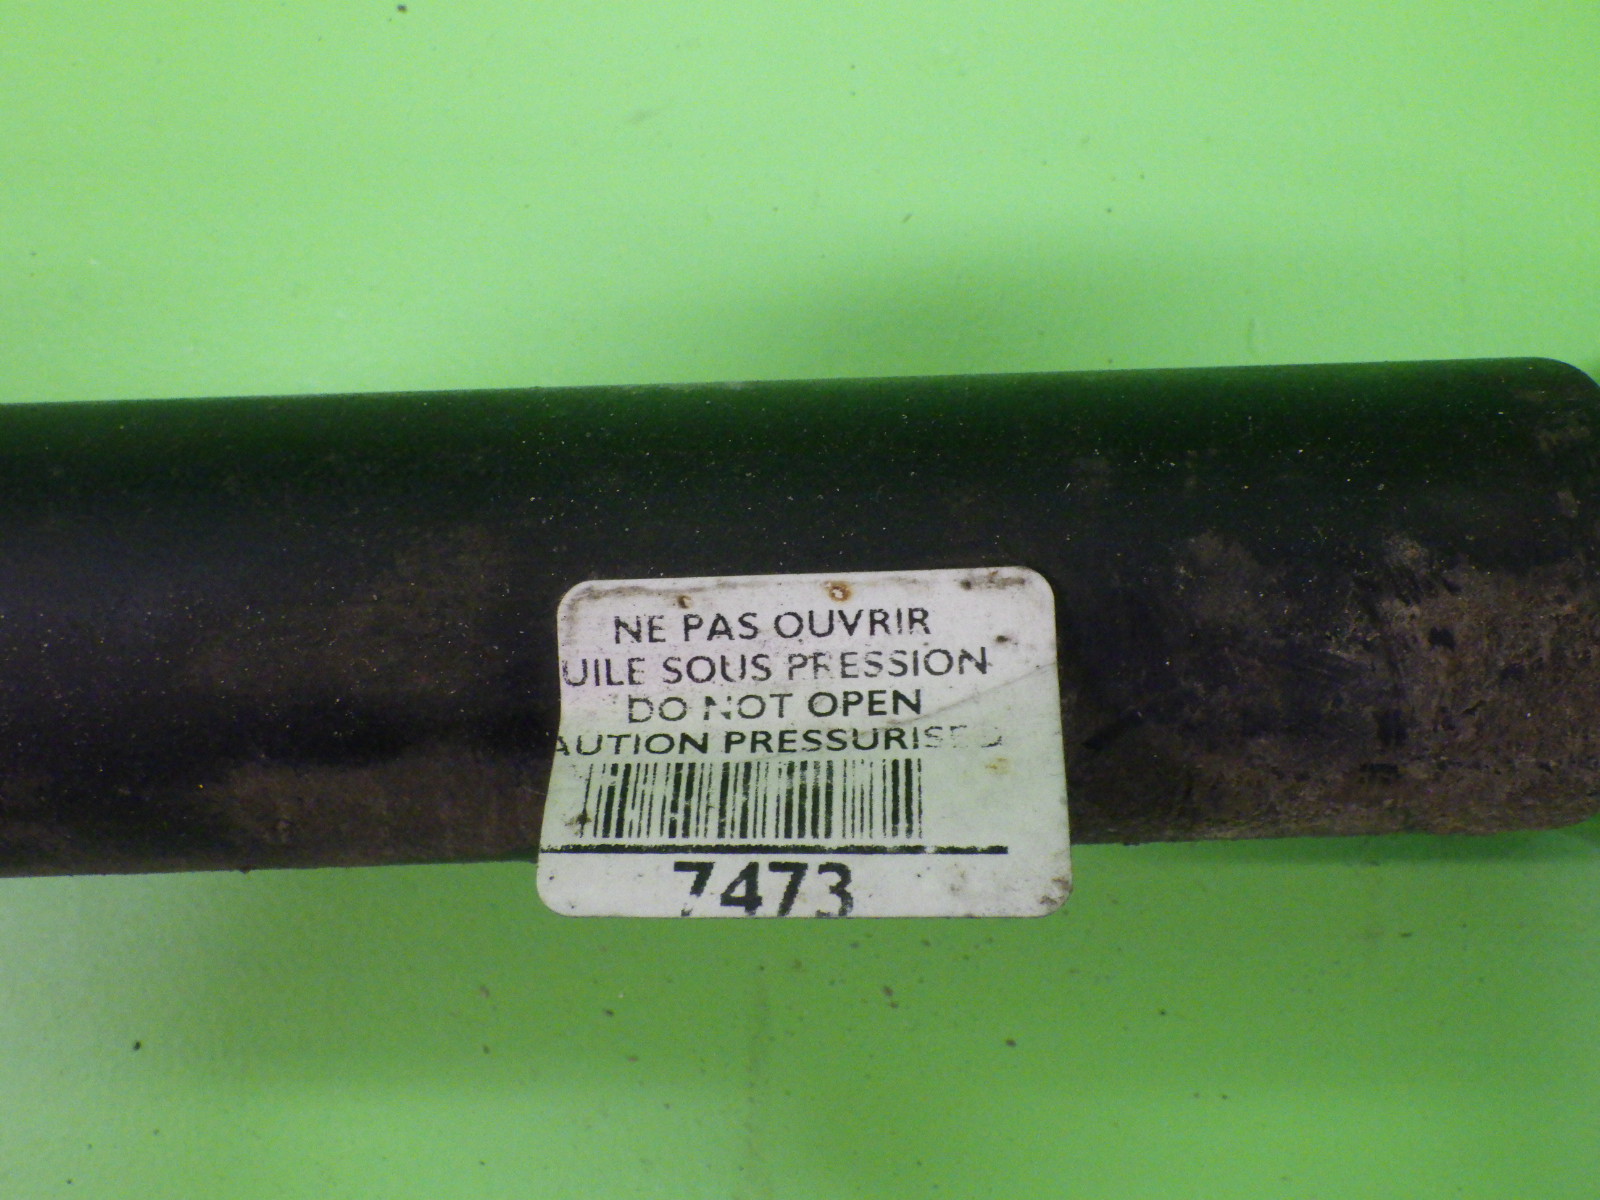 NE PAS OUVRIR
UILE SOUS PRESSION
DO NOT OPEN
AUTION PRESSURISED
7473